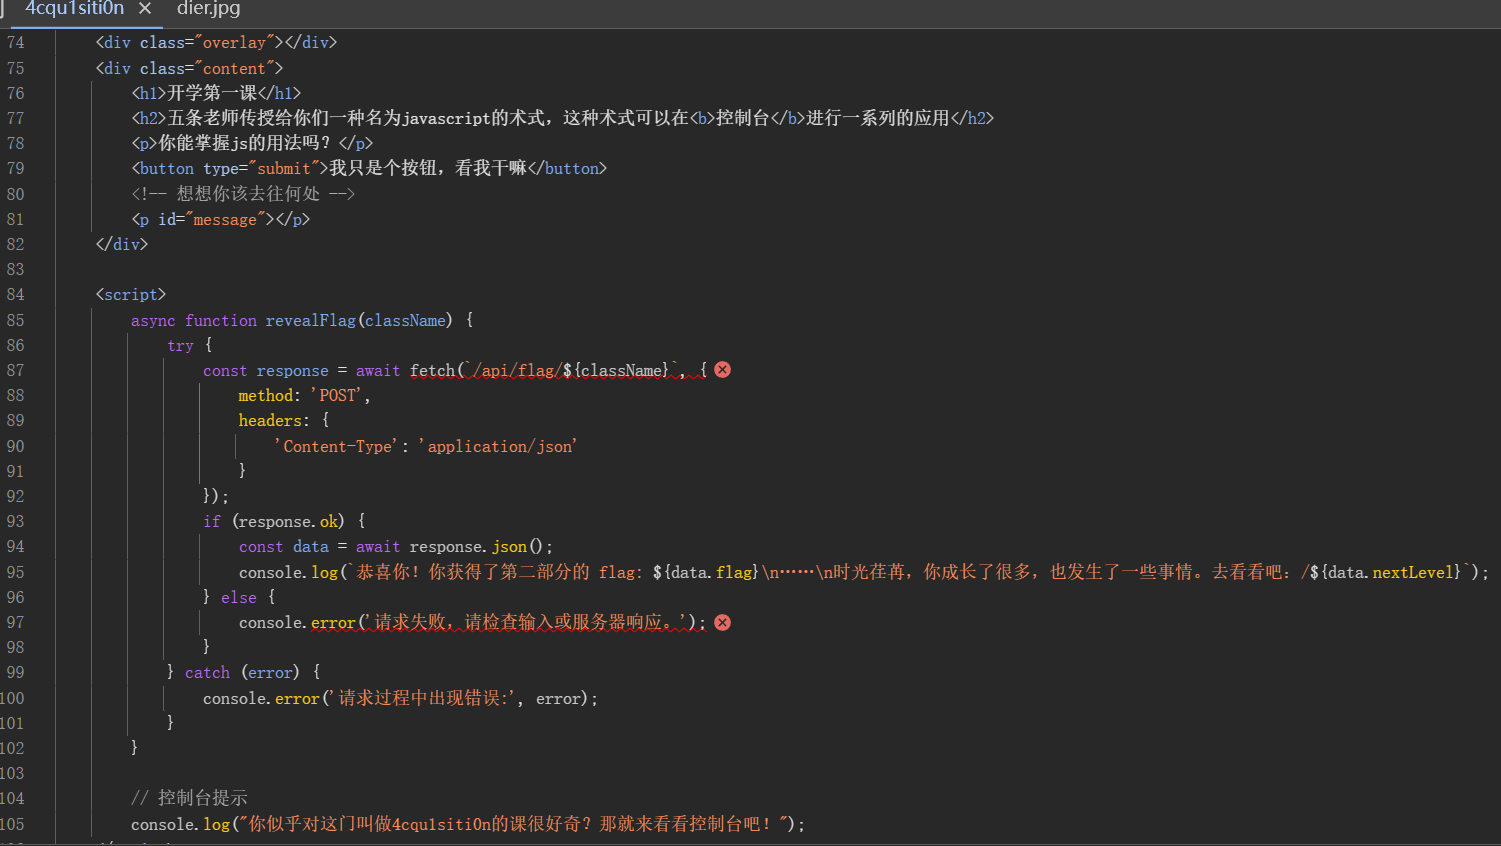 4cqu1siti0n × dier.jpg
74 <div class="overlay"></div>
75 <div class="content">
76 <h1>开学第一课</h1>
77 <h2>五条老师传授给你们一种名为javascript的术式，这种术式可以在<b>控制台</b>进行一系列的应用</h2>
78 <p>你能掌握js的用法吗？</p>
79 <button type="submit">我只是个按钮，看我干嘛</button>
80 <!-- 想想你该去往何处 -->
81 <p id="message"></p>
82 </div>
83
84 <script>
85 async function revealFlag(className) {
86 try {
87 const response = await fetch(`/api/flag/${className}`, {
88 method: 'POST',
89 headers: {
90 'Content-Type': 'application/json'
91 }
92 });
93 if (response.ok) {
94 const data = await response.json();
95 console.log(`恭喜你！你获得了第二部分的 flag: ${data.flag}\n……\n时光荏苒，你成长了很多，也发生了一些事情。去看看吧：/${data.nextLevel}`);
96 } else {
97 console.error('请求失败，请检查输入或服务器响应。');
98 }
99 } catch (error) {
100 console.error('请求过程中出现错误:', error);
101 }
102 }
103
104 // 控制台提示
105 console.log("你似乎对这门叫做4cqu1siti0n的课很好奇？那就来看看控制台吧！");